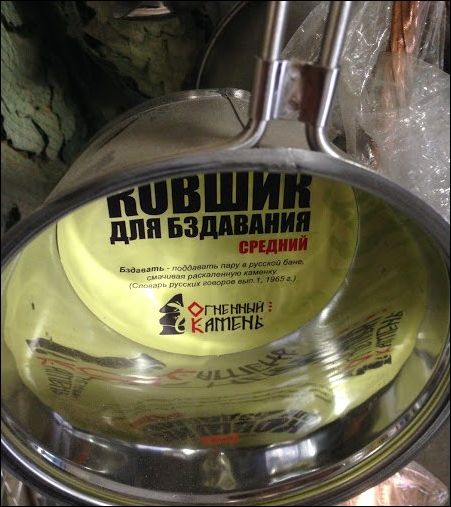 КОВШИК
ДЛЯ БЗДАВАНИЯ
СРЕДНИЙ
Бздавать - поддавать пару в русской бане,
смачивая раскаленную каменку
(Словарь русских говоров вып.1, 1965 г.)
ОГНЕННЫЙ
КАМЕНЬ